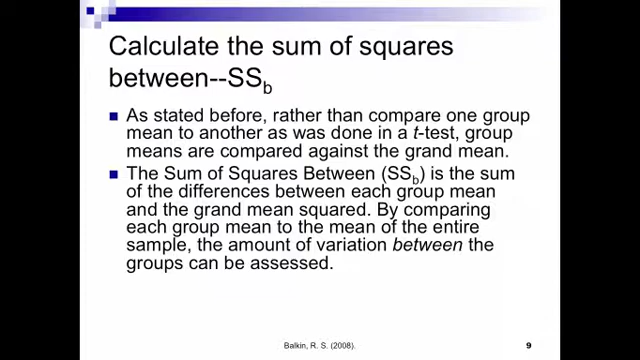 Calculate the sum of squares
between--SSb
As stated before, rather than compare one group
mean to another as was done in a t-test, group
means are compared against the grand mean.
The Sum of Squares Between (SSb) is the sum
of the differences between each group mean
and the grand mean squared. By comparing
each group mean to the mean of the entire
sample, the amount of variation between the
groups can be assessed.
Balkin, R. S. (2008).
9